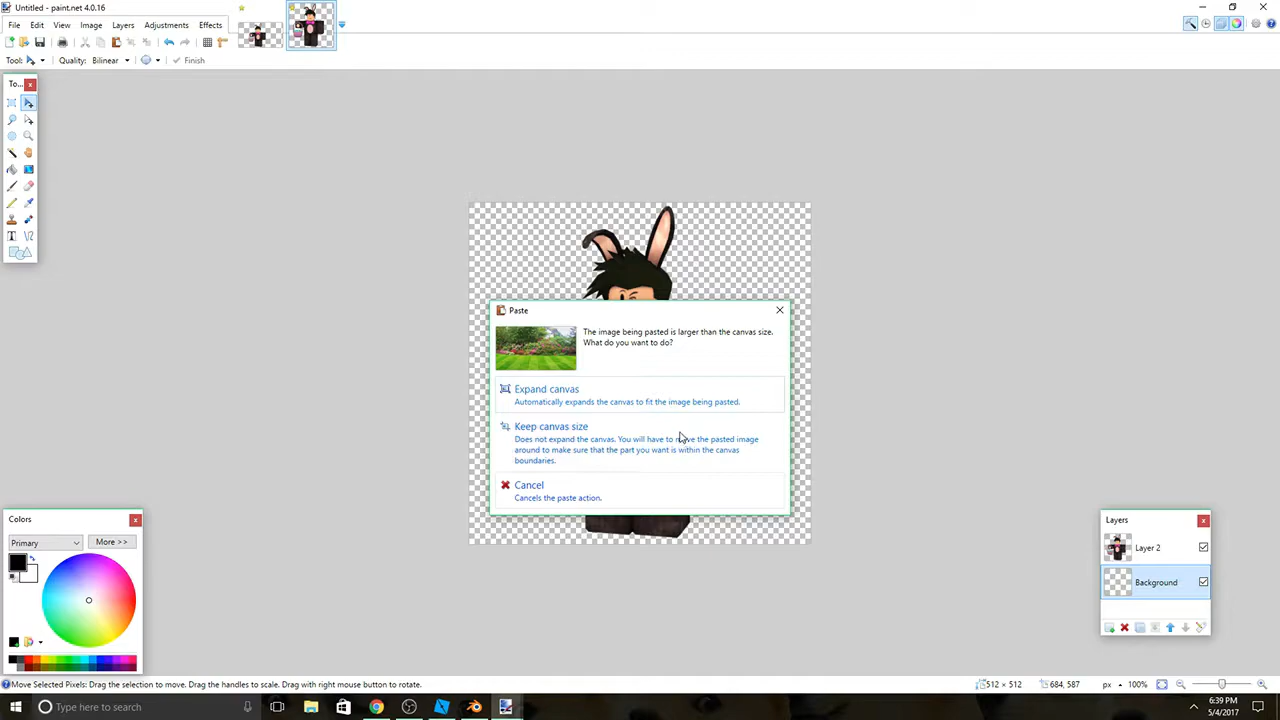 Untitled - paint.net 4.0.16
File Edit View Image Layers Adjustments Effects
Tool: Quality: Bilinear Finish
To...
Paste
The image being pasted is larger than the canvas size.
What do you want to do?
Expand canvas
Automatically expands the canvas to fit the image being pasted.
Keep canvas size
Does not expand the canvas. You will have to move the pasted image
around to make sure that the part you want is within the canvas
boundaries.
Cancel
Cancels the paste action.
Colors
Primary More >>
Layers
Layer 2
Background
Move Selected Pixels: Drag the selection to move. Drag the handles to scale. Drag with right mouse button to rotate.
512 × 512 684, 587 px 100%
Type here to search
6:39 PM
5/4/2017